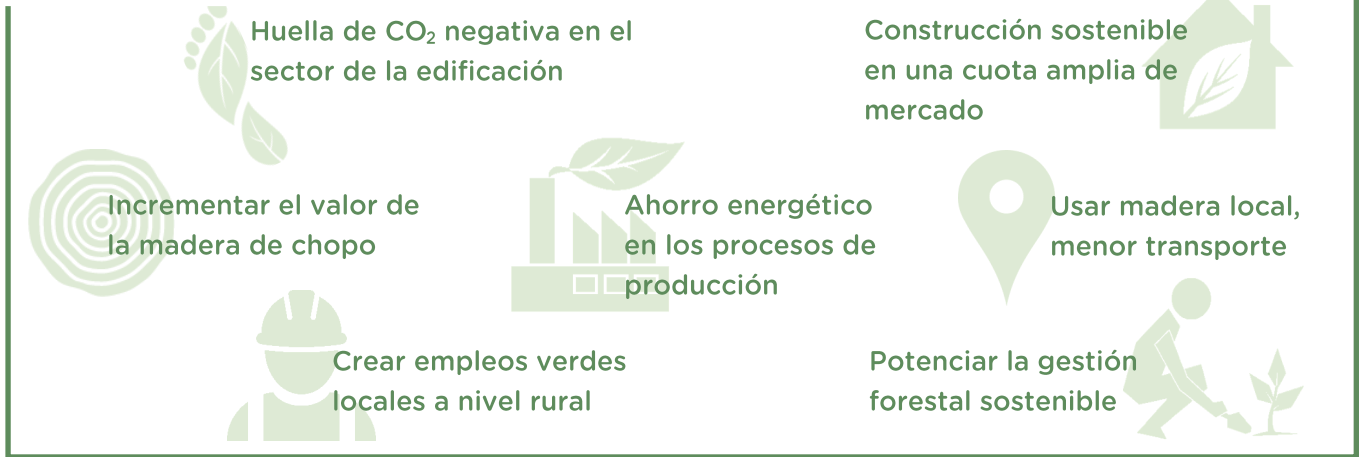 Huella de CO₂ negativa en el
sector de la edificación
Construcción sostenible
en una cuota amplia de
mercado
Incrementar el valor de
la madera de chopo
Ahorro energético
en los procesos de
producción
Usar madera local,
menor transporte
Crear empleos verdes
locales a nivel rural
Potenciar la gestión
forestal sostenible